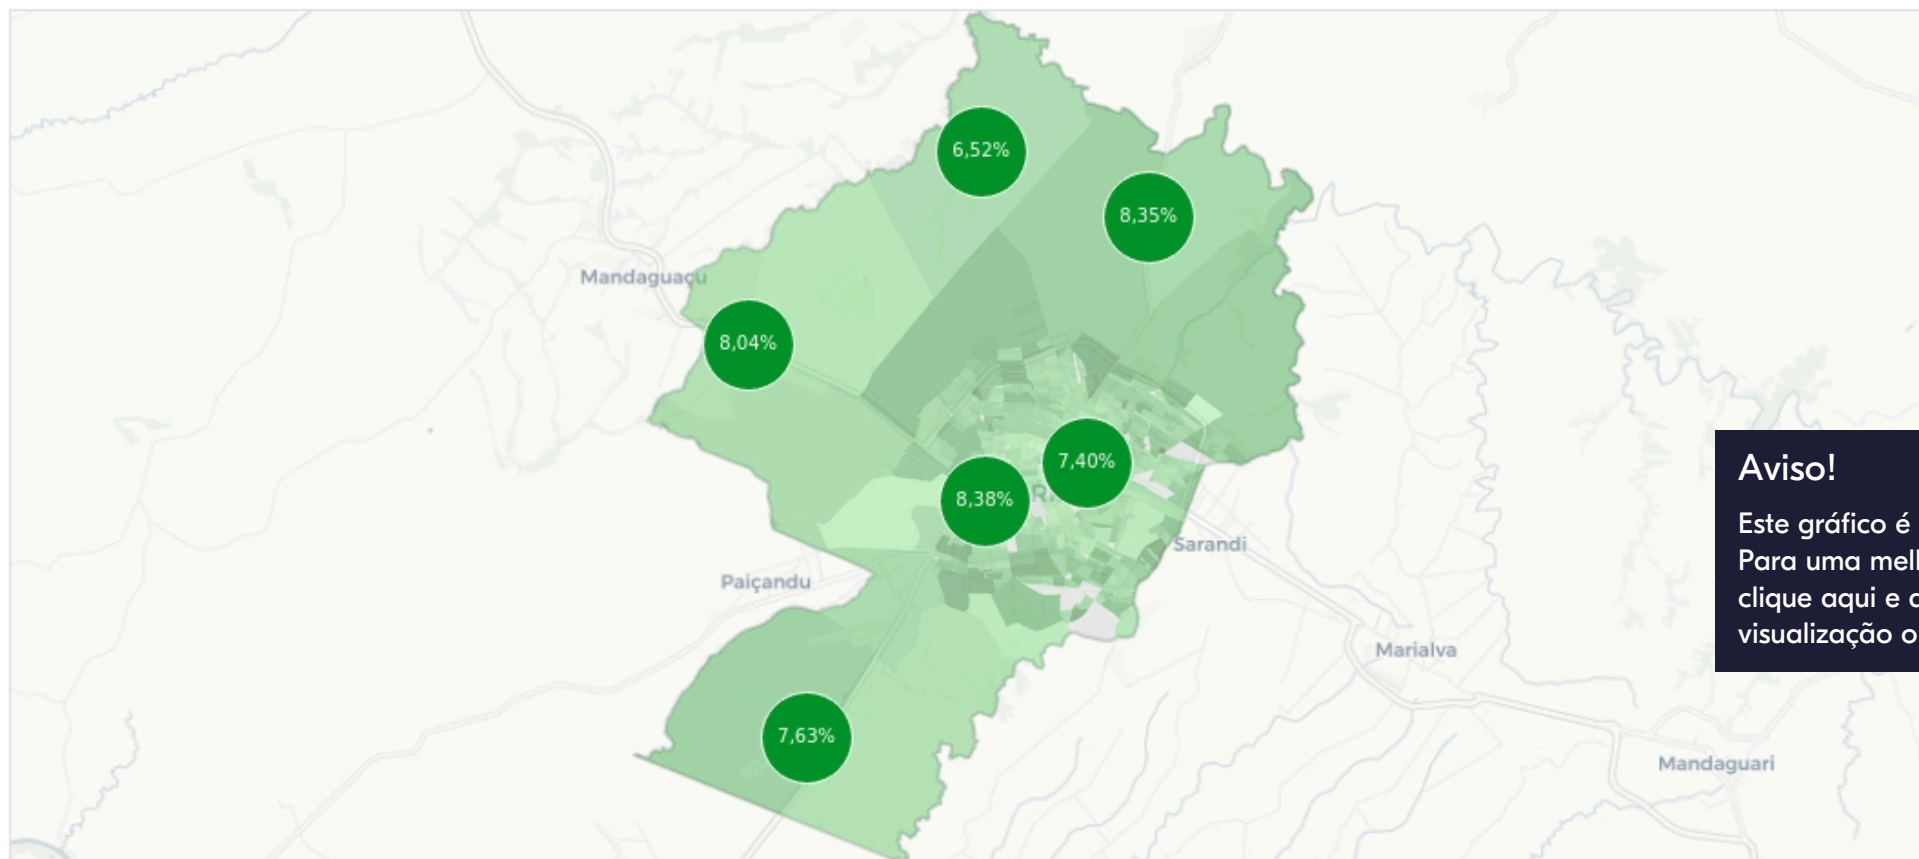 6,52%
8,35%
Mandaguaçu
8,04%
7,40%
8,38%
Aviso!
Este gráfico é
Para uma
clique aqui e
visualização
Sarandi
Paiçandu
Marialva
7,63%
Mandaguari